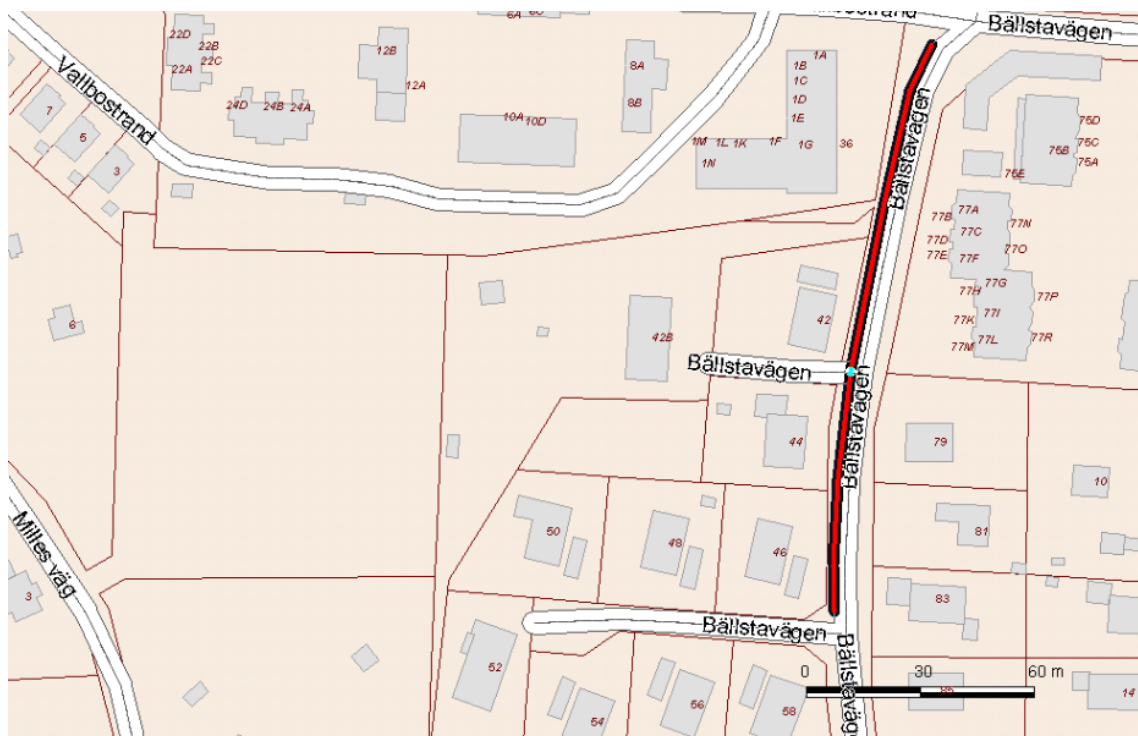 6A
6C
22D
22B
22A
22C
12B
12A
24D
24B
24A
8A
8B
10A
10D
1A
1B
1C
1D
1E
1M
1L
1K
1F
1G
1N
36
Bällstavägen
Vallbostrand
7
5
3
Bällstavägen
75D
75C
75B
75A
75E
77A
77B
77N
77C
77D
77O
77E
77F
77G
77H
77P
77I
77K
77L
77R
77M
6
42B
42
Bällstavägen
Bällstavägen
44
79
10
50
48
46
81
Milles väg
3
83
Bällstavägen
52
Bällstaväge
0 30 60 m
54
56
58
85
14